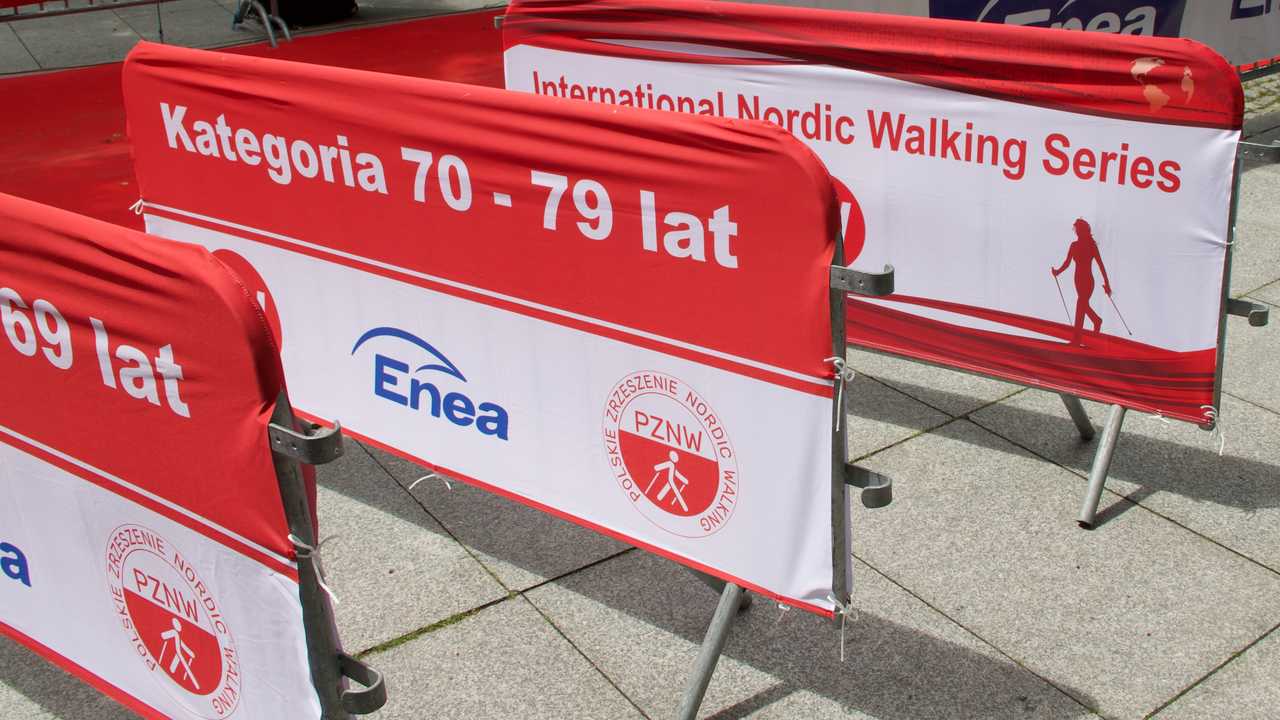 Enea
International Nordic Walking Series
Kategoria 70 - 79 lat
Enea
POLSKIE ZRZESZENIE NORDIC WALKING
PZNW
69 lat
a
POLSKIE ZRZESZENIE NORDIC WALKING
PZNW